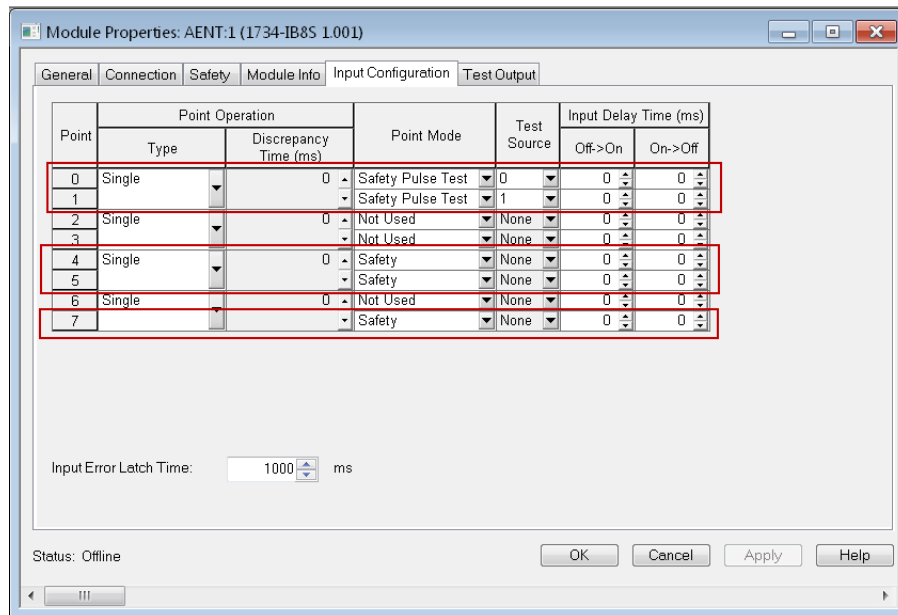 Module Properties: AENT:1 (1734-IB8S 1.001)
General Connection Safety Module Info Input Configuration Test Output
Point Operation Input Delay Time (ms)
Point Type Discrepancy Time (ms) Point Mode Test Source Off->On On->Off
0 Single 0 Safety Pulse Test 0 0 0
1 Safety Pulse Test 1 0 0
2 Single 0 Not Used None 0 0
3 Not Used None 0 0
4 Single 0 Safety None 0 0
5 Safety None 0 0
6 Single 0 Not Used None 0 0
7 Safety None 0 0
Input Error Latch Time: 1000 ms
Status: Offline OK Cancel Apply Help